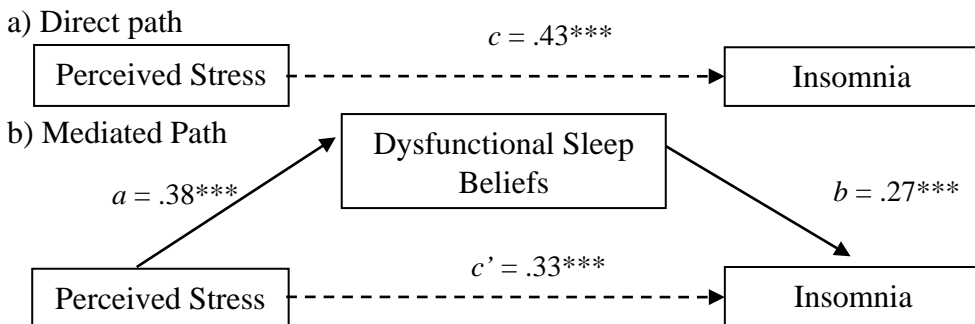 a) Direct path
c = .43***
Perceived Stress
Insomnia
b) Mediated Path
Dysfunctional Sleep
Beliefs
a = .38***
b = .27***
c’ = .33***
Perceived Stress
Insomnia